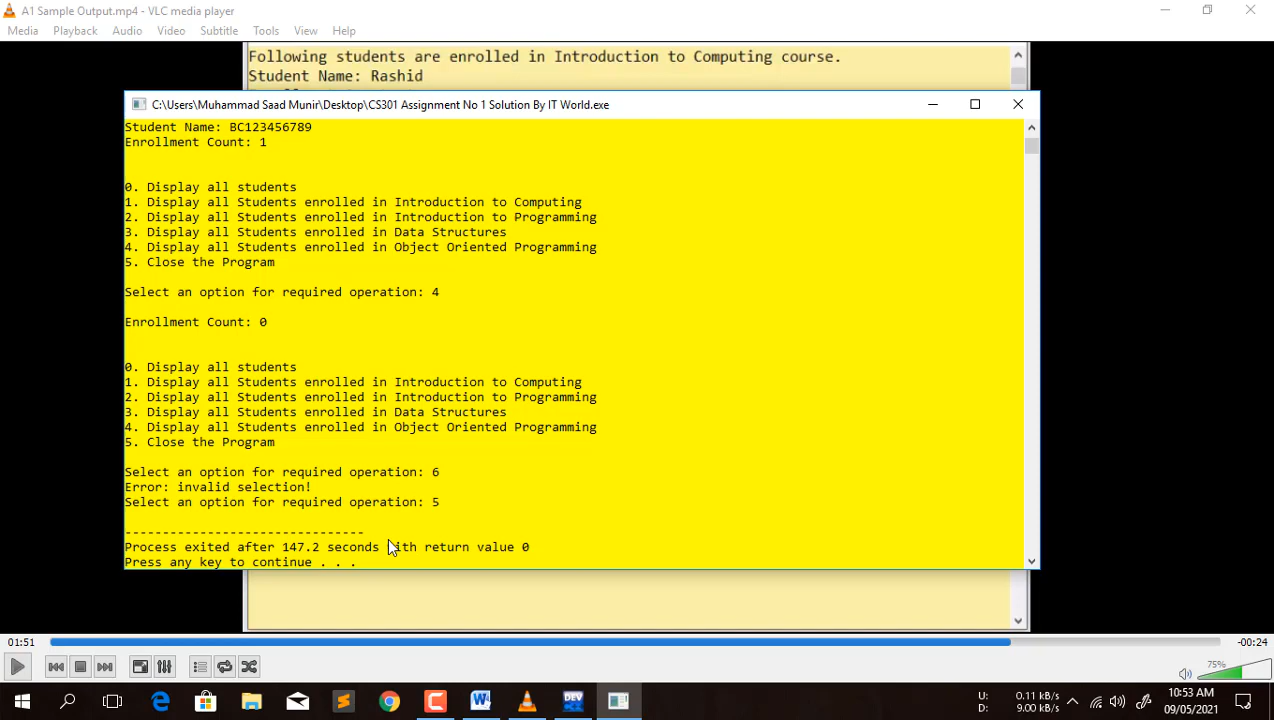 A1 Sample Output.mp4 - VLC media player
Media Playback Audio Video Subtitle Tools View Help
Following students are enrolled in Introduction to Computing course.
Student Name: Rashid
C:\Users\Muhammad Saad Munir\Desktop\CS301 Assignment No 1 Solution By IT World.exe
Student Name: BC123456789
Enrollment Count: 1
0. Display all students
1. Display all Students enrolled in Introduction to Computing
2. Display all Students enrolled in Introduction to Programming
3. Display all Students enrolled in Data Structures
4. Display all Students enrolled in Object Oriented Programming
5. Close the Program
Select an option for required operation: 4
Enrollment Count: 0
0. Display all students
1. Display all Students enrolled in Introduction to Computing
2. Display all Students enrolled in Introduction to Programming
3. Display all Students enrolled in Data Structures
4. Display all Students enrolled in Object Oriented Programming
5. Close the Program
Select an option for required operation: 6
Error: invalid selection!
Select an option for required operation: 5
--------------------------------
Process exited after 147.2 seconds with return value 0
Press any key to continue . . .
01:51 -00:24
75%
U: 0.11 kB/s
D: 9.00 kB/s
10:53 AM
09/05/2021